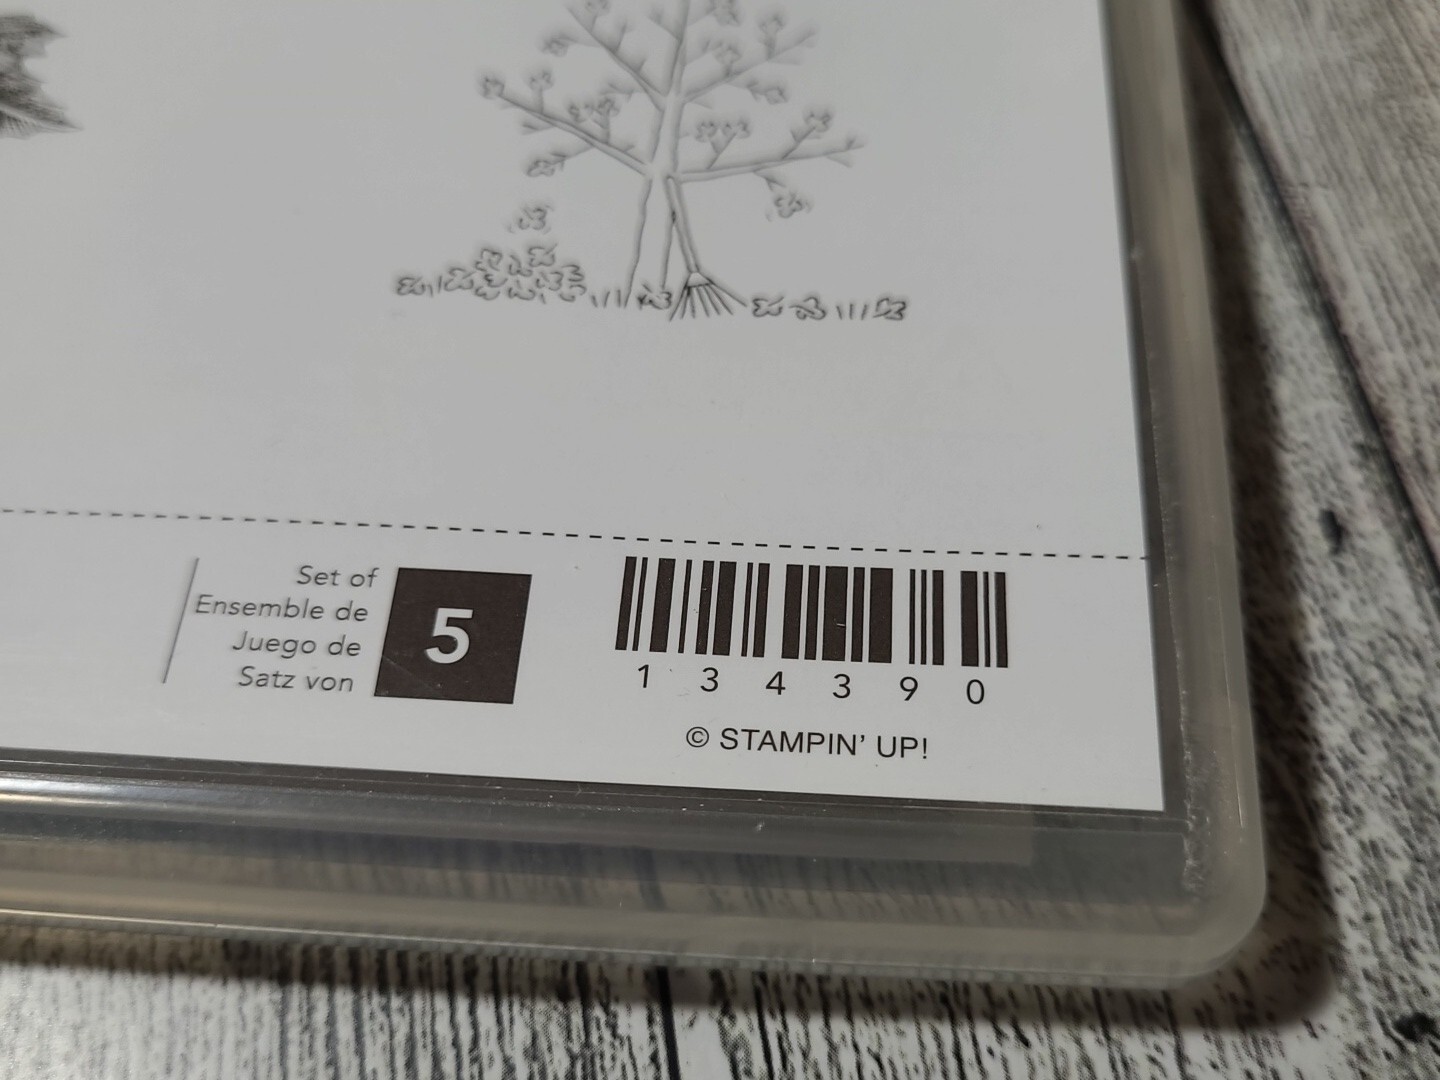 Set of
Ensemble de
Juego de
Satz von
5
1 3 4 3 9 0
© STAMPIN’ UP!